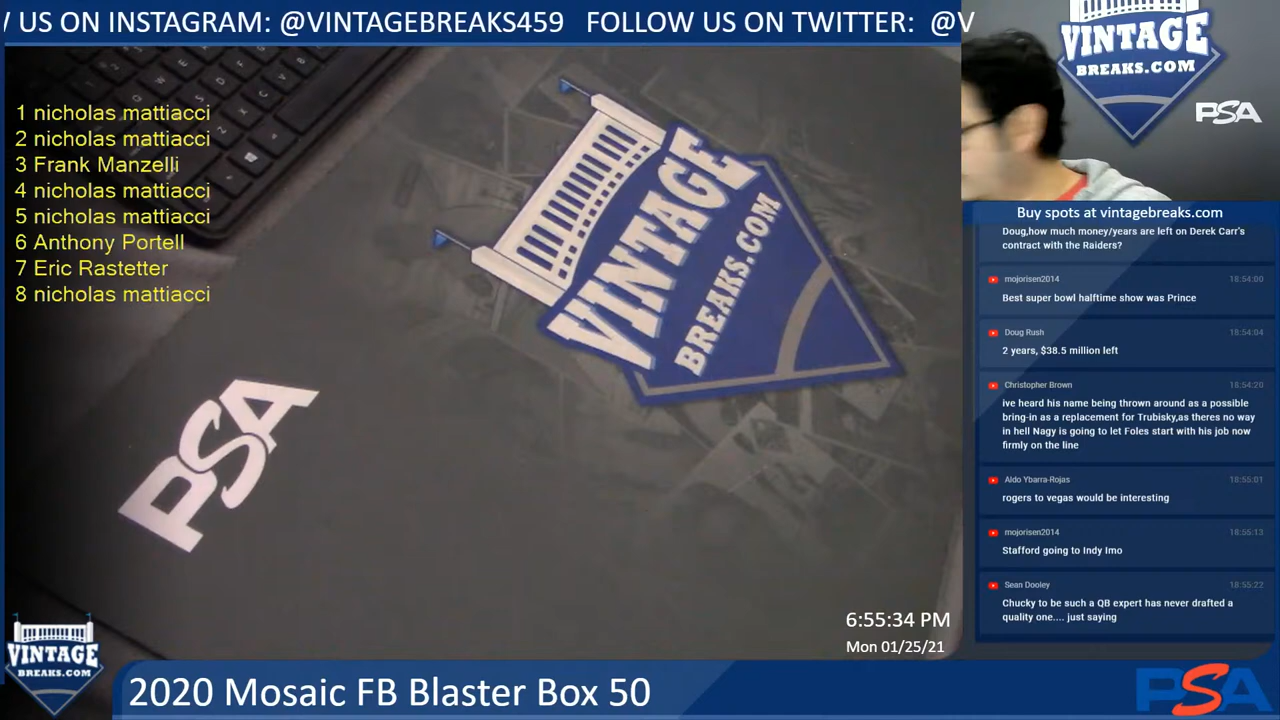 W US ON INSTAGRAM: @VINTAGEBREAKS459 FOLLOW US ON TWITTER: @V
VINTAGE
BREAKS.COM
PSA
1 nicholas mattiacci
2 nicholas mattiacci
3 Frank Manzelli
4 nicholas mattiacci
5 nicholas mattiacci
6 Anthony Portell
7 Eric Rastetter
8 nicholas mattiacci
VINTAGE
BREAKS.COM
PSA
Buy spots at vintagebreaks.com
Doug,how much money/years are left on Derek Carr's
contract with the Raiders?
mojorisen2014 18:54:00
Best super bowl halftime show was Prince
Doug Rush 18:54:04
2 years, $38.5 million left
Christopher Brown 18:54:20
ive heard his name being thrown around as a possible
bring-in as a replacement for Trubisky,as theres no way
in hell Nagy is going to let Foles start with his job now
firmly on the line
Aldo Ybarra-Rojas 18:55:01
rogers to vegas would be interesting
mojorisen2014 18:55:13
Stafford going to Indy Imo
Sean Dooley 18:55:22
Chucky to be such a QB expert has never drafted a
quality one.... just saying
6:55:34 PM
Mon 01/25/21
VINTAGE
BREAKS.COM
2020 Mosaic FB Blaster Box 50
PSA